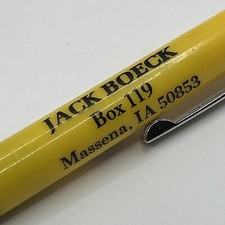 JACK BOECK
Box 119
Massena, IA 50853